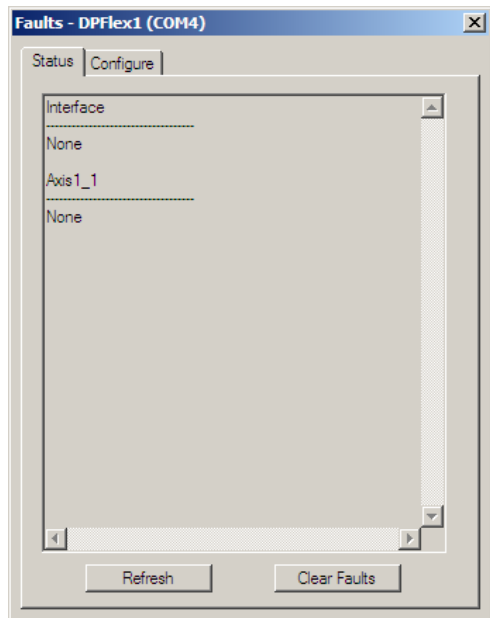 Faults - DPFlex1 (COM4)
Status Configure
Interface
-----------------------------------
None
Axis1_1
-----------------------------------
None
Refresh Clear Faults